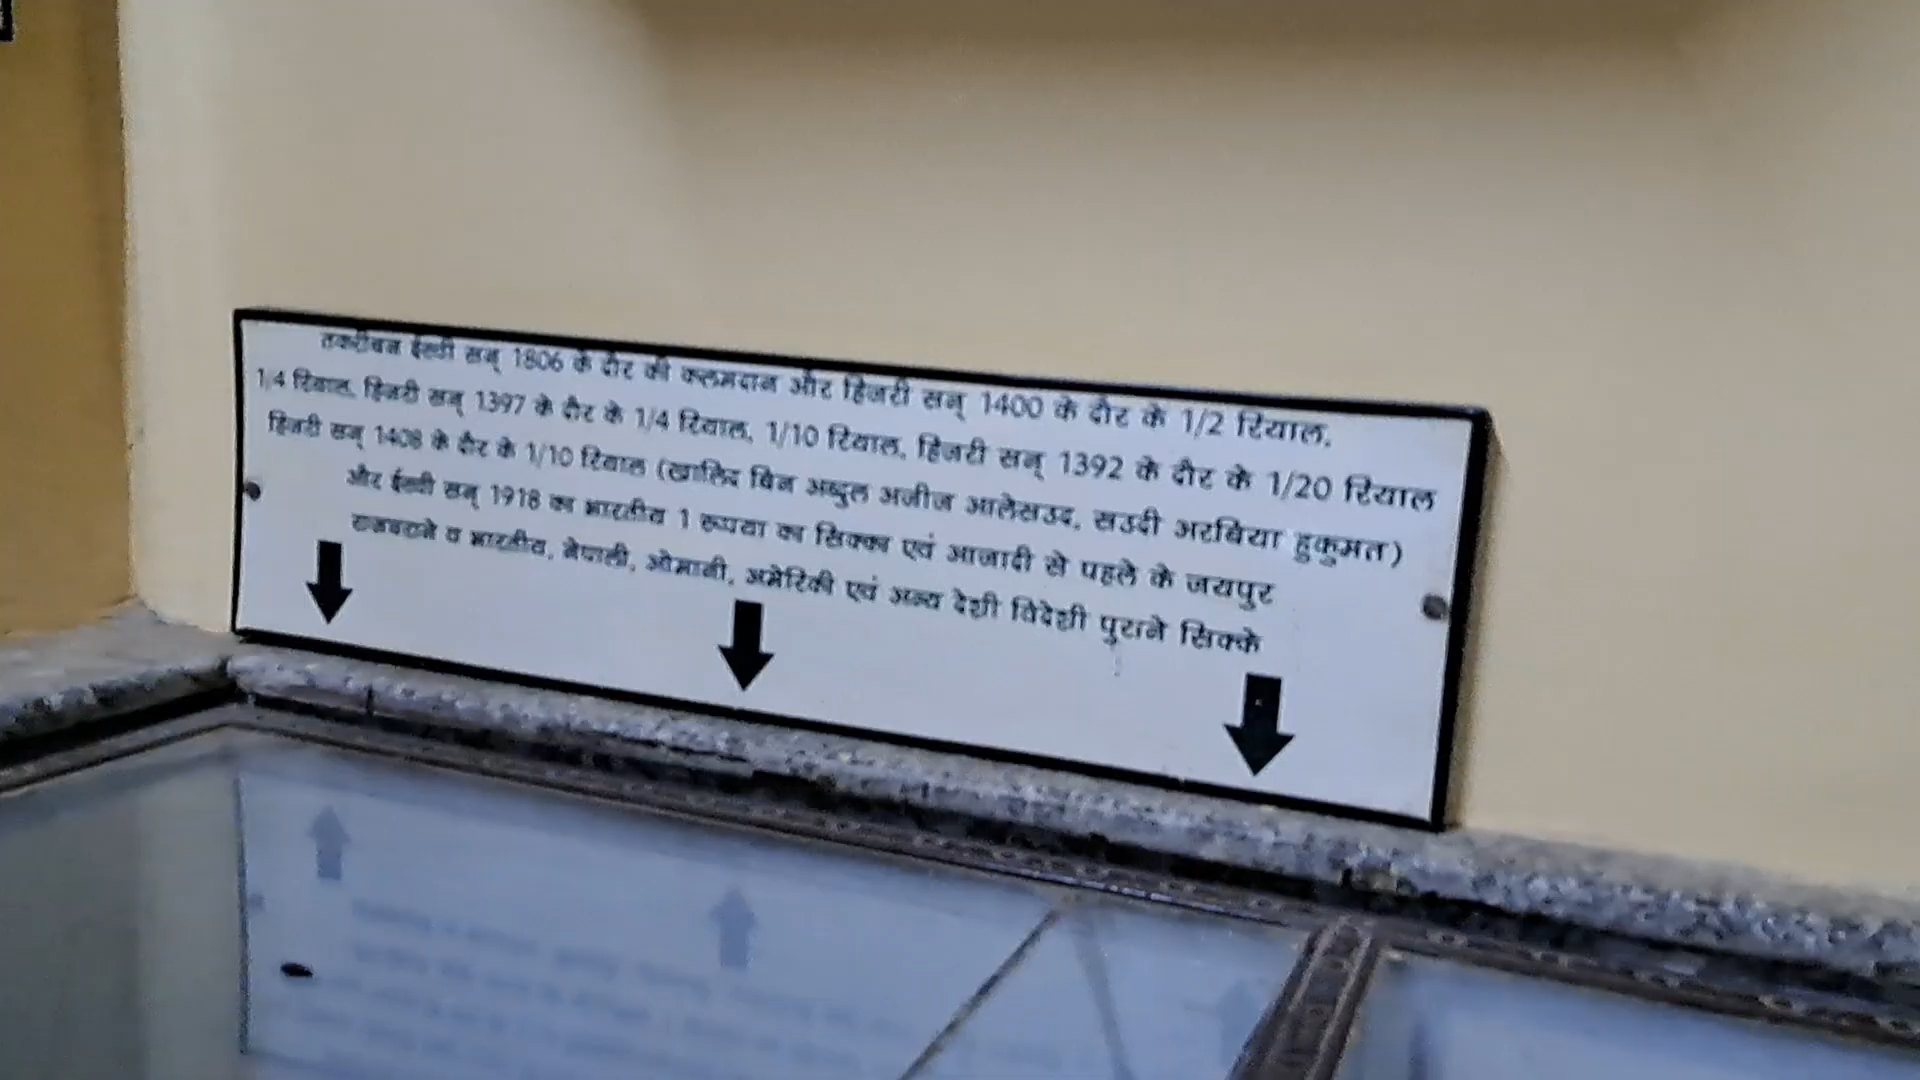 तकरीबन ईस्वी सन् 1806 के दौर की कलमदान और हिजरी सन् 1400 के दौर के 1/2 रियाल,
1/4 रियाल, हिजरी सन् 1397 के दौर के 1/4 रियाल, 1/10 रियाल, हिजरी सन् 1392 के दौर के 1/20 रियाल
हिजरी सन् 1408 के दौर के 1/10 रियाल (खालिद बिन अब्दुल अजीज आलेसउद, सउदी अरबिया हुकुमत)
और ईस्वी सन् 1918 का भारतीय 1 रूपया का सिक्का एवं आजादी से पहले के जयपुर
राजघराने व भारतीय, नेपाली, ओमानी, अमेरिकी एवं अन्य देशी विदेशी पुराने सिक्के